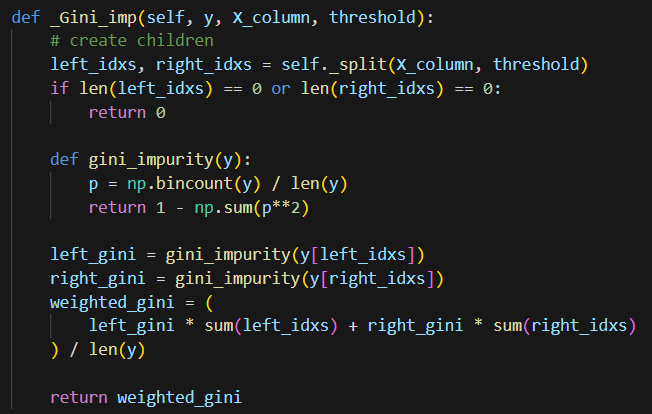 def _Gini_imp(self, y, X_column, threshold):
    # create children
    left_idxs, right_idxs = self._split(X_column, threshold)
    if len(left_idxs) == 0 or len(right_idxs) == 0:
        return 0

    def gini_impurity(y):
        p = np.bincount(y) / len(y)
        return 1 - np.sum(p**2)

    left_gini = gini_impurity(y[left_idxs])
    right_gini = gini_impurity(y[right_idxs])
    weighted_gini = (
        left_gini * sum(left_idxs) + right_gini * sum(right_idxs)
    ) / len(y)

    return weighted_gini